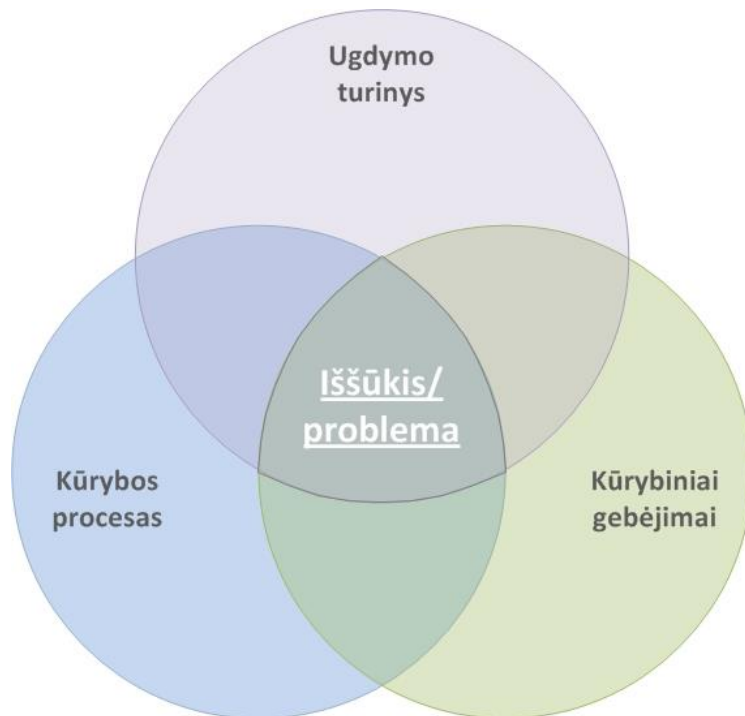 Ugdymo
turinys
Iššūkis/
problema
Kūrybos
procesas
Kūrybiniai
gebėjimai